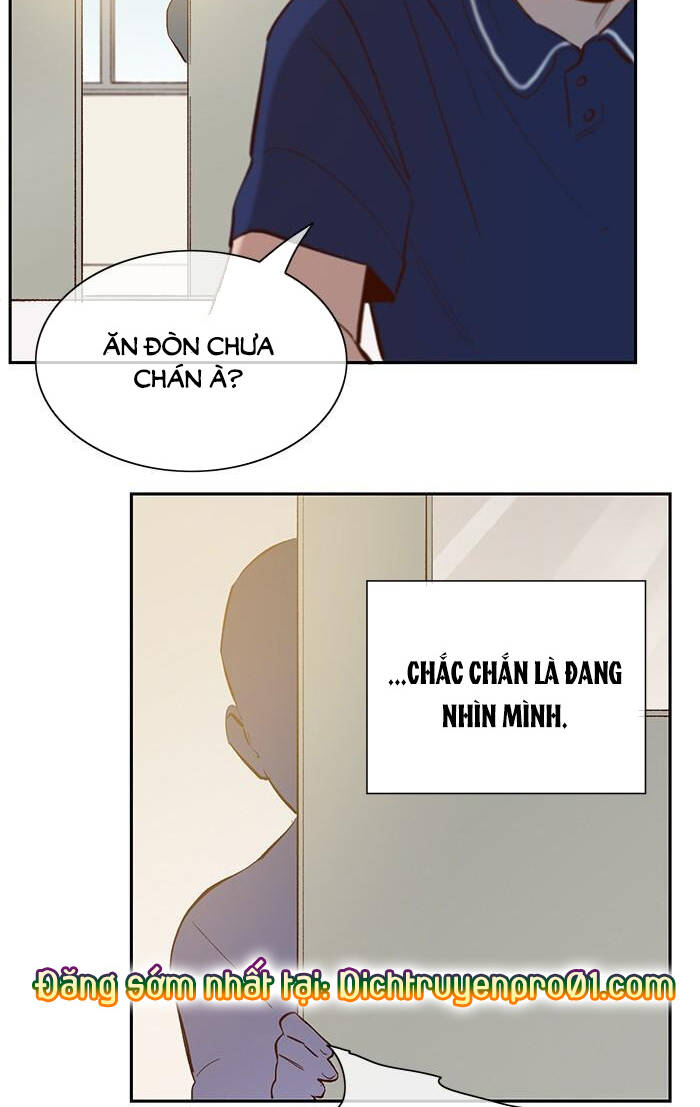 ĂN ĐÒN CHƯA
CHÁN À?
...CHẮC CHẮN LÀ ĐANG
NHÌN MÌNH.
Đăng sớm nhất tại: Dichtruyenpro01.com